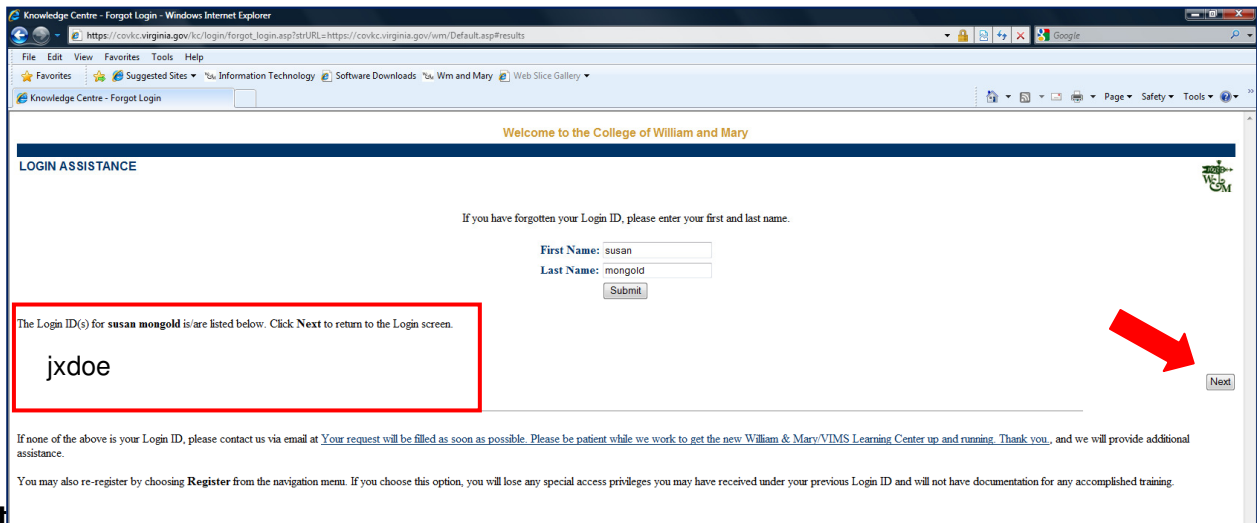 Knowledge Centre - Forgot Login - Windows Internet Explorer
https://covkc.virginia.gov/kc/login/forgot_login.asp?strURL=https://covkc.virginia.gov/wm/Default.asp#results
Google
File Edit View Favorites Tools Help
Favorites Suggested Sites Information Technology Software Downloads Wm and Mary Web Slice Gallery
Knowledge Centre - Forgot Login
Page Safety Tools
Welcome to the College of William and Mary
LOGIN ASSISTANCE
W&M
If you have forgotten your Login ID, please enter your first and last name.
First Name: susan
Last Name: mongold
Submit
The Login ID(s) for susan mongold is/are listed below. Click Next to return to the Login screen.
jxdoe
Next
If none of the above is your Login ID, please contact us via email at Your request will be filled as soon as possible. Please be patient while we work to get the new William & Mary/VIMS Learning Center up and running. Thank you., and we will provide additional
assistance.
You may also re-register by choosing Register from the navigation menu. If you choose this option, you will lose any special access privileges you may have received under your previous Login ID and will not have documentation for any accomplished training.